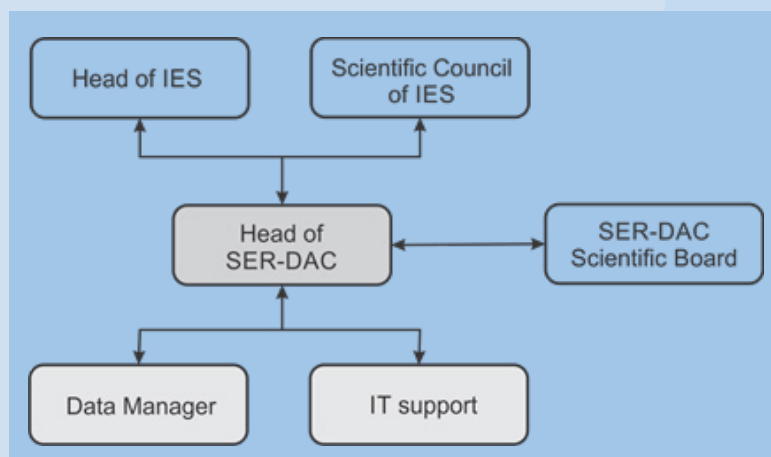 Head of IES
Scientific Council
of IES
Head of
SER-DAC
SER-DAC
Scientific Board
Data Manager
IT support